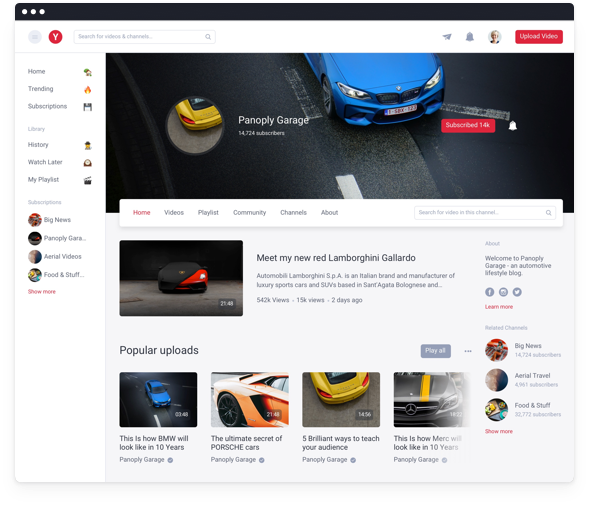 Y
Search for videos & channels..
Upload Video
Home
Trending
Subscriptions
Library
History
Watch Later
My Playlist
Subscriptions
Big News
Panoply Gara...
Aerial Videos
Food & Stuff...
Show more
Panoply Garage
14,724 subscribers
Subscribed 14k
Home
Videos
Playlist
Community
Channels
About
Search for video in this channel...
21:48
Meet my new red Lamborghini Gallardo
Automobili Lamborghini S.p.A. is an Italian brand and manufacturer of
luxury sports cars and SUVs based in Sant'Agata Bolognese and...
542k Views
15k views
2 days ago
About
Welcome to Panoply
Garage - an automotive
lifestyle blog.
Learn more
Related Channels
Big News
14,724 subscribers
Aerial Travel
4,961 subscribers
Food & Stuff
32,772 subscribers
Show more
Popular uploads
Play all
03:48
This Is how BMW will
look like in 10 Years
Panoply Garage
21:48
The ultimate secret of
PORSCHE cars
Panoply Garage
14:56
5 Brilliant ways to teach
your audience
Panoply Garage
This Is how Merc will
look like in 10 Years
Panoply Garage